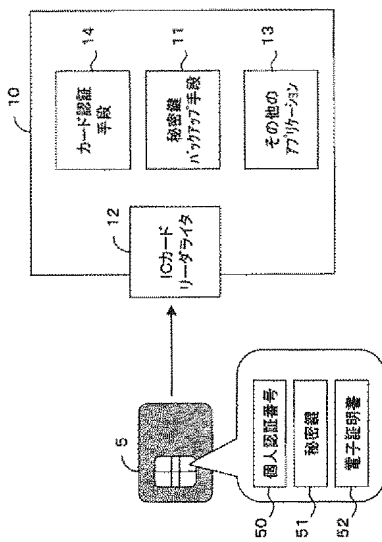 10
カード認証
手段
14
秘密鍵
バックアップ手段
11
その他の
アプリケーション
13
12
ICカード
リーダライタ
5
50
個人認証番号
51
秘密鍵
52
電子証明書